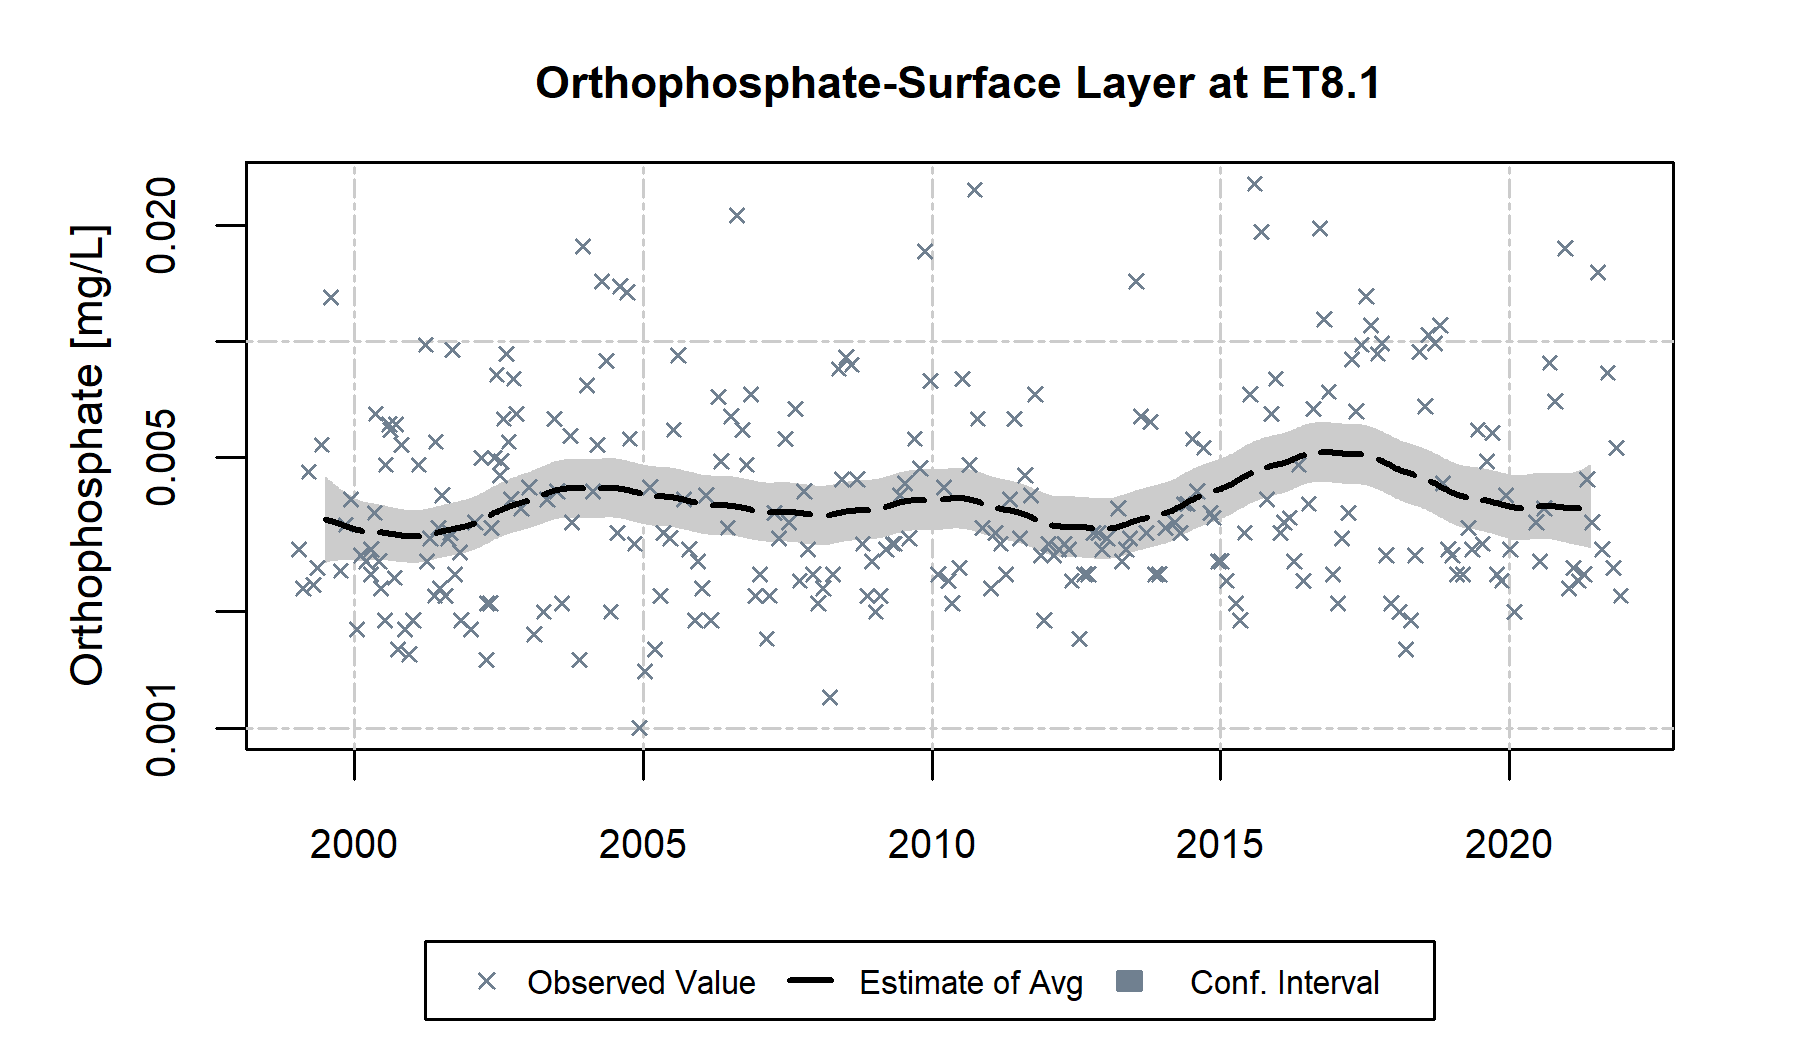 Orthophosphate-Surface Layer at ET8.1
Orthophosphate [mg/L]
0.020
0.005
0.001
2000 2005 2010 2015 2020
Observed Value Estimate of Avg Conf. Interval